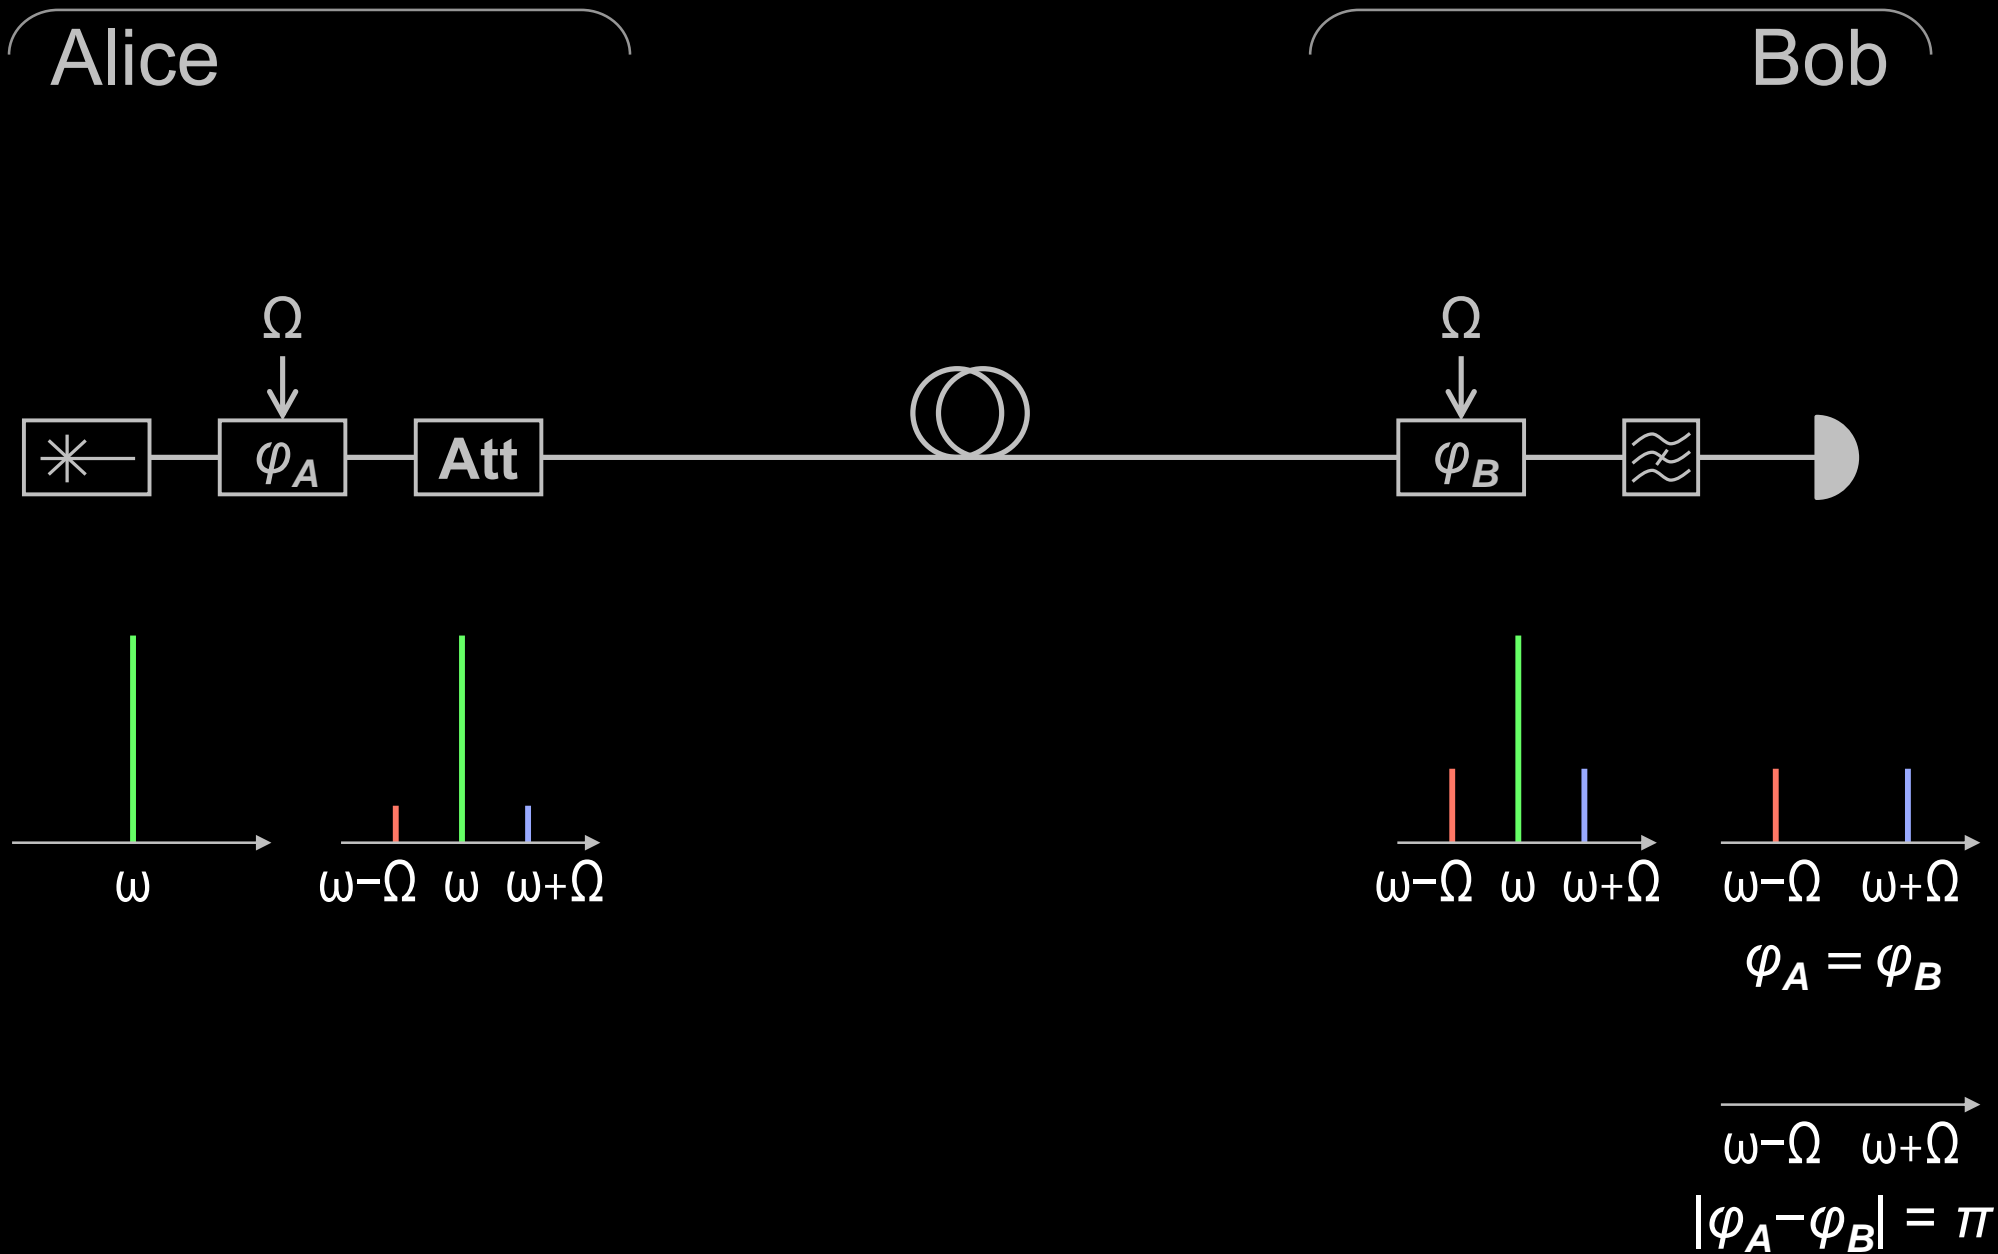 Alice
Bob
Ω
Ω
φA
Att
φB
ω
ω−Ω ω ω+Ω
ω−Ω ω ω+Ω
ω−Ω ω+Ω
φA = φB
ω−Ω ω+Ω
|φA−φB| = π